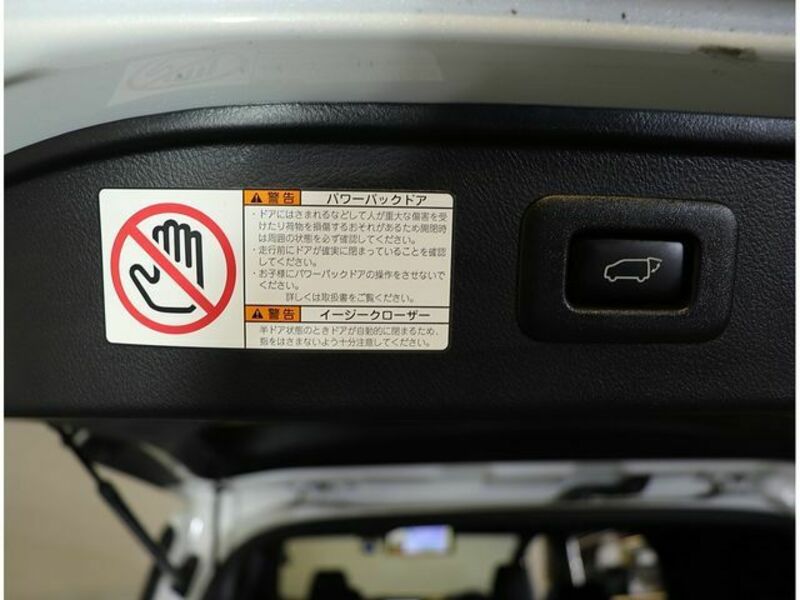 警告 パワーバックドア
・ドアにはさまれるなどして人が重大な傷害を受
けたり荷物を損傷するおそれがあるため開閉時
は周囲の状態を必ず確認してください。
・走行前にドアが確実に閉まっていることを確認
してください。
・お子様にパワーバックドアの操作をさせないで
ください。
詳しくは取扱書をご覧ください。
警告 イージークローザー
半ドア状態のときドアが自動的に閉まるため、
指をはさまないよう十分注意してください。